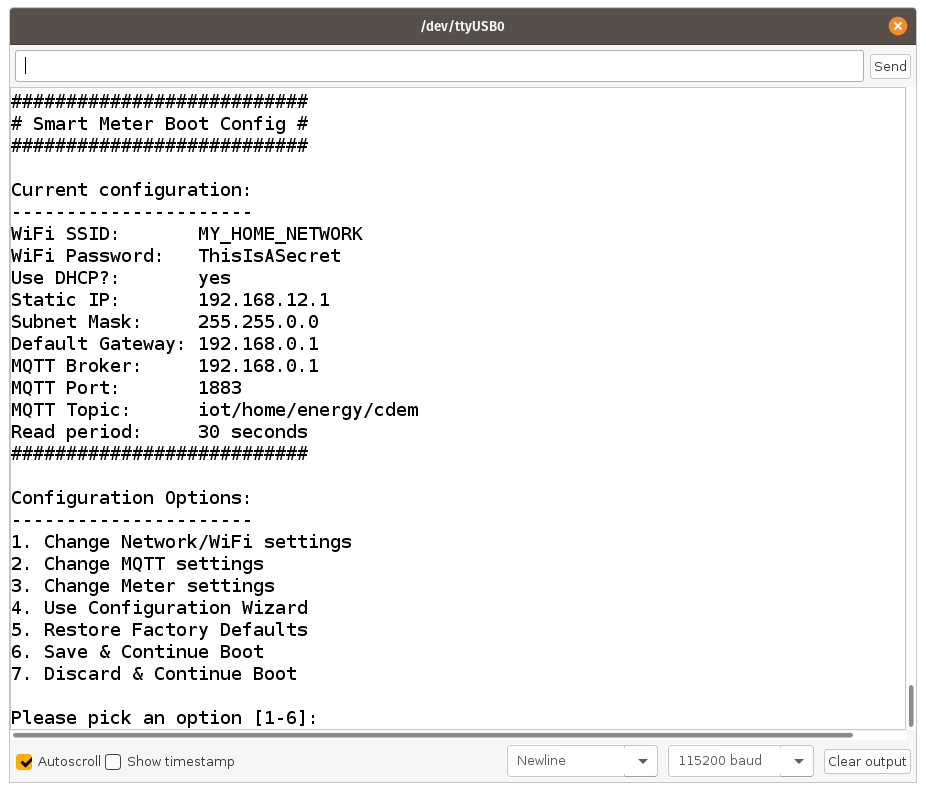 /dev/ttyUSB0
Send
###########################
# Smart Meter Boot Config #
###########################
Current configuration:
----------------------
WiFi SSID:       MY_HOME_NETWORK
WiFi Password:   ThisIsASecret
Use DHCP?:       yes
Static IP:       192.168.12.1
Subnet Mask:     255.255.0.0
Default Gateway: 192.168.0.1
MQTT Broker:     192.168.0.1
MQTT Port:       1883
MQTT Topic:      iot/home/energy/cdem
Read period:     30 seconds
###########################
Configuration Options:
----------------------
1. Change Network/WiFi settings
2. Change MQTT settings
3. Change Meter settings
4. Use Configuration Wizard
5. Restore Factory Defaults
6. Save & Continue Boot
7. Discard & Continue Boot
Please pick an option [1-6]:
Autoscroll Show timestamp Newline 115200 baud Clear output